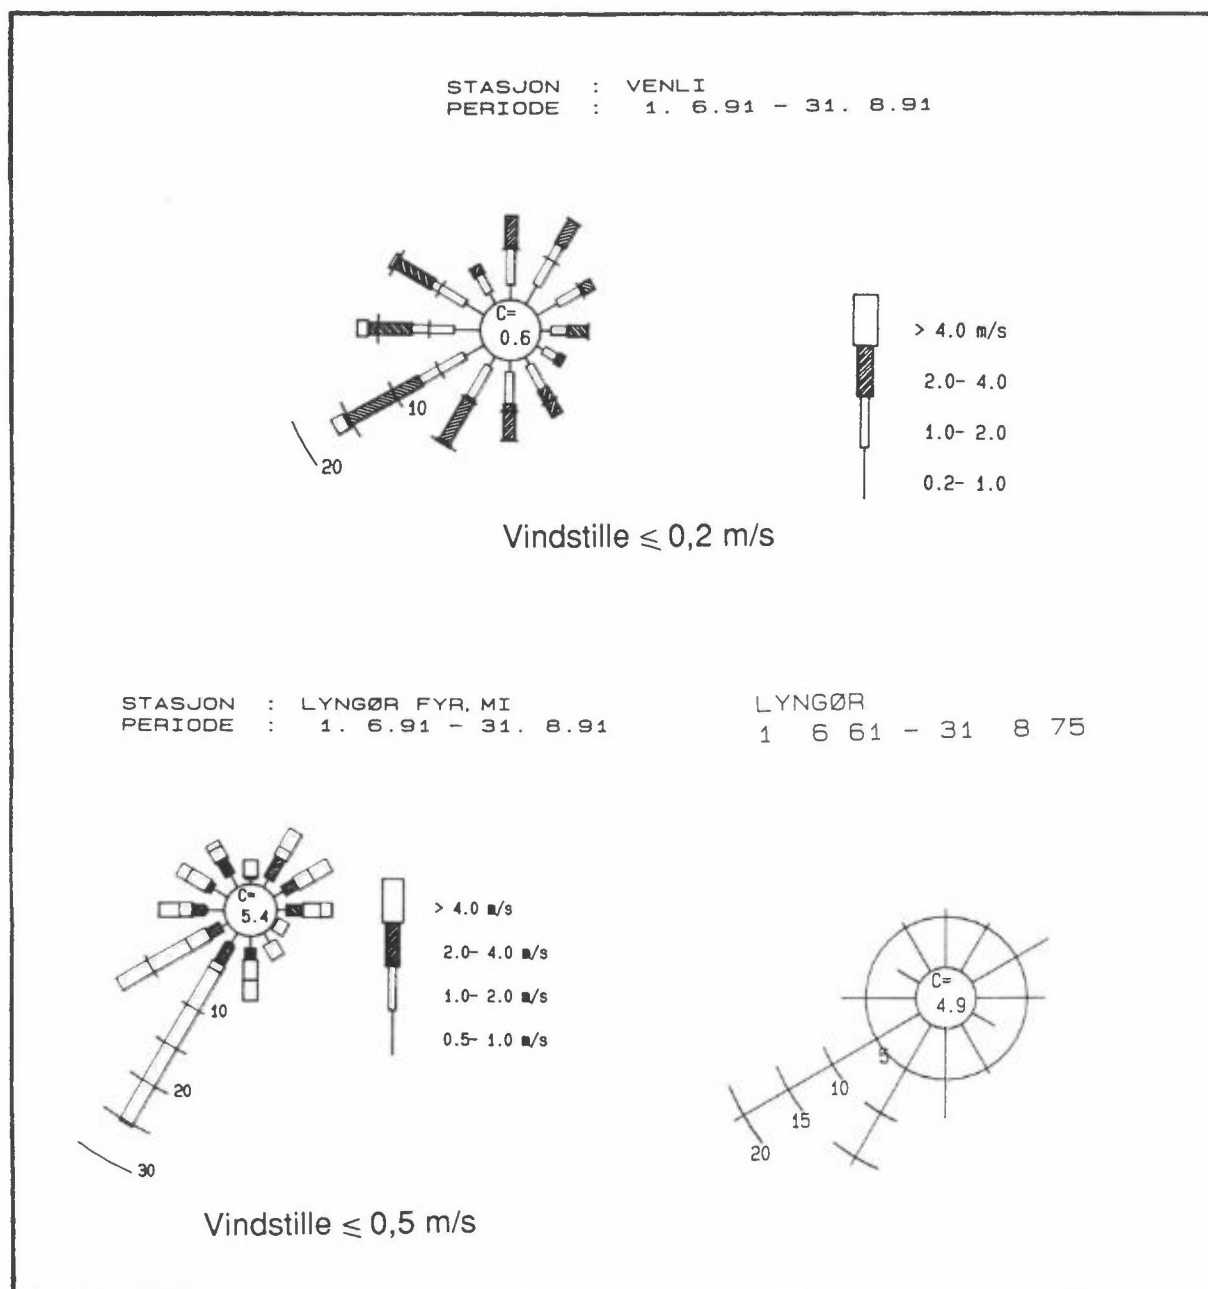 STASJON : VENLI
PERIODE : 1. 6.91 - 31. 8.91
C=
0.6
10
20
> 4.0 m/s
2.0- 4.0
1.0- 2.0
0.2- 1.0
Vindstille ≤ 0,2 m/s
STASJON : LYNGØR FYR, MI
PERIODE : 1. 6.91 - 31. 8.91
C=
5.4
10
20
30
> 4.0 m/s
2.0- 4.0 m/s
1.0- 2.0 m/s
0.5- 1.0 m/s
Vindstille ≤ 0,5 m/s
LYNGØR
1 6 61 - 31 8 75
C=
4.9
5
10
15
20